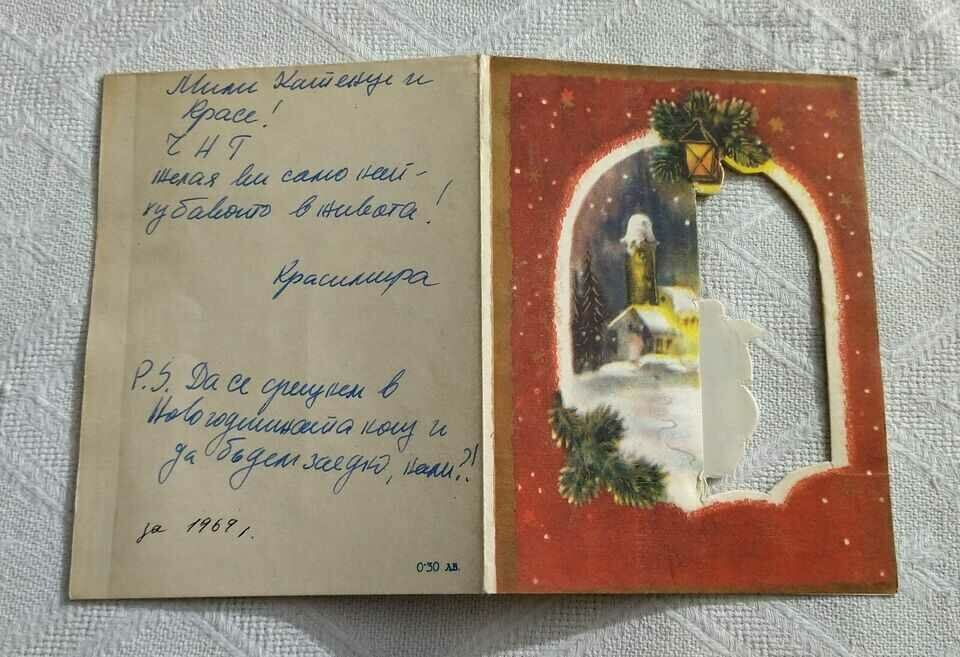 Мили Катенце и
Красе!
ЧНГ
желая ви само най-
хубавото в живота!
Красимира
P.S. Да се срещнем в
Новогодишната нощ и
да бъдем заедно, нали?!
за 1969 г.
0·30 ЛВ.